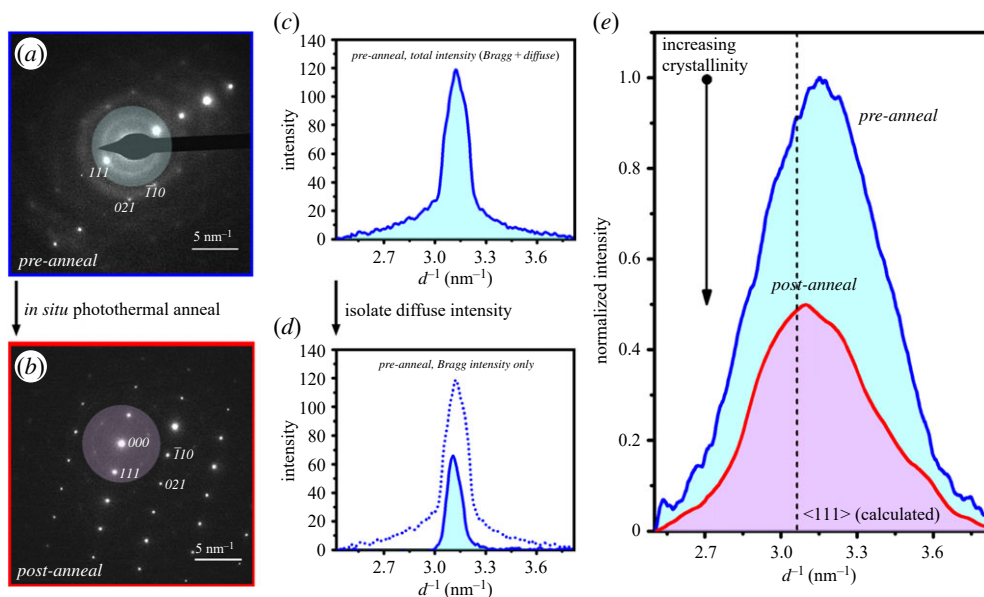 (a)
111
1̄10
021
5 nm⁻¹
pre-anneal
in situ photothermal anneal
(b)
000
1̄10
111
021
5 nm⁻¹
post-anneal
(c)
140
120
100
80
60
40
20
0
intensity
pre-anneal, total intensity (Bragg + diffuse)
2.7 3.0 3.3 3.6
d⁻¹ (nm⁻¹)
isolate diffuse intensity
(d)
140
120
100
80
60
40
20
0
intensity
pre-anneal, Bragg intensity only
2.7 3.0 3.3 3.6
d⁻¹ (nm⁻¹)
(e)
increasing
crystallinity
1.0
0.8
0.6
0.4
0.2
0
normalized intensity
pre-anneal
post-anneal
<111> (calculated)
2.7 3.0 3.3 3.6
d⁻¹ (nm⁻¹)